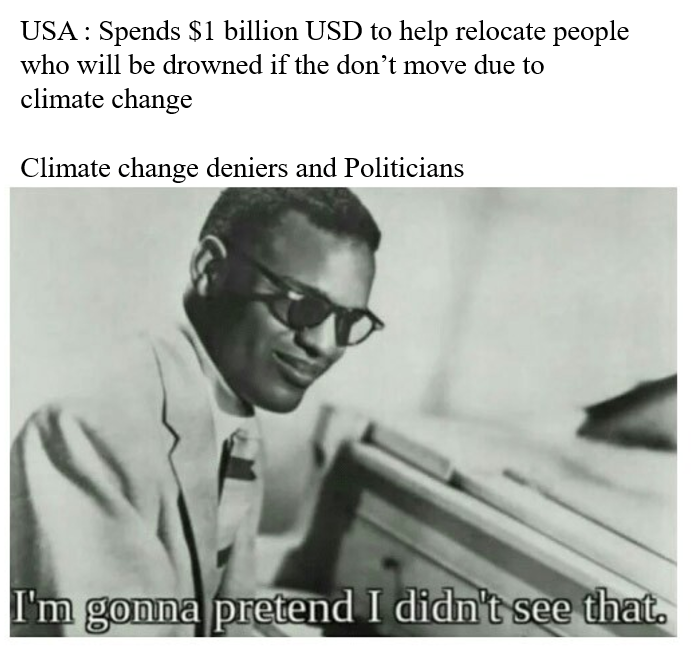 USA : Spends $1 billion USD to help relocate people
who will be drowned if the don’t move due to
climate change
Climate change deniers and Politicians
I'm gonna pretend I didn't see that.